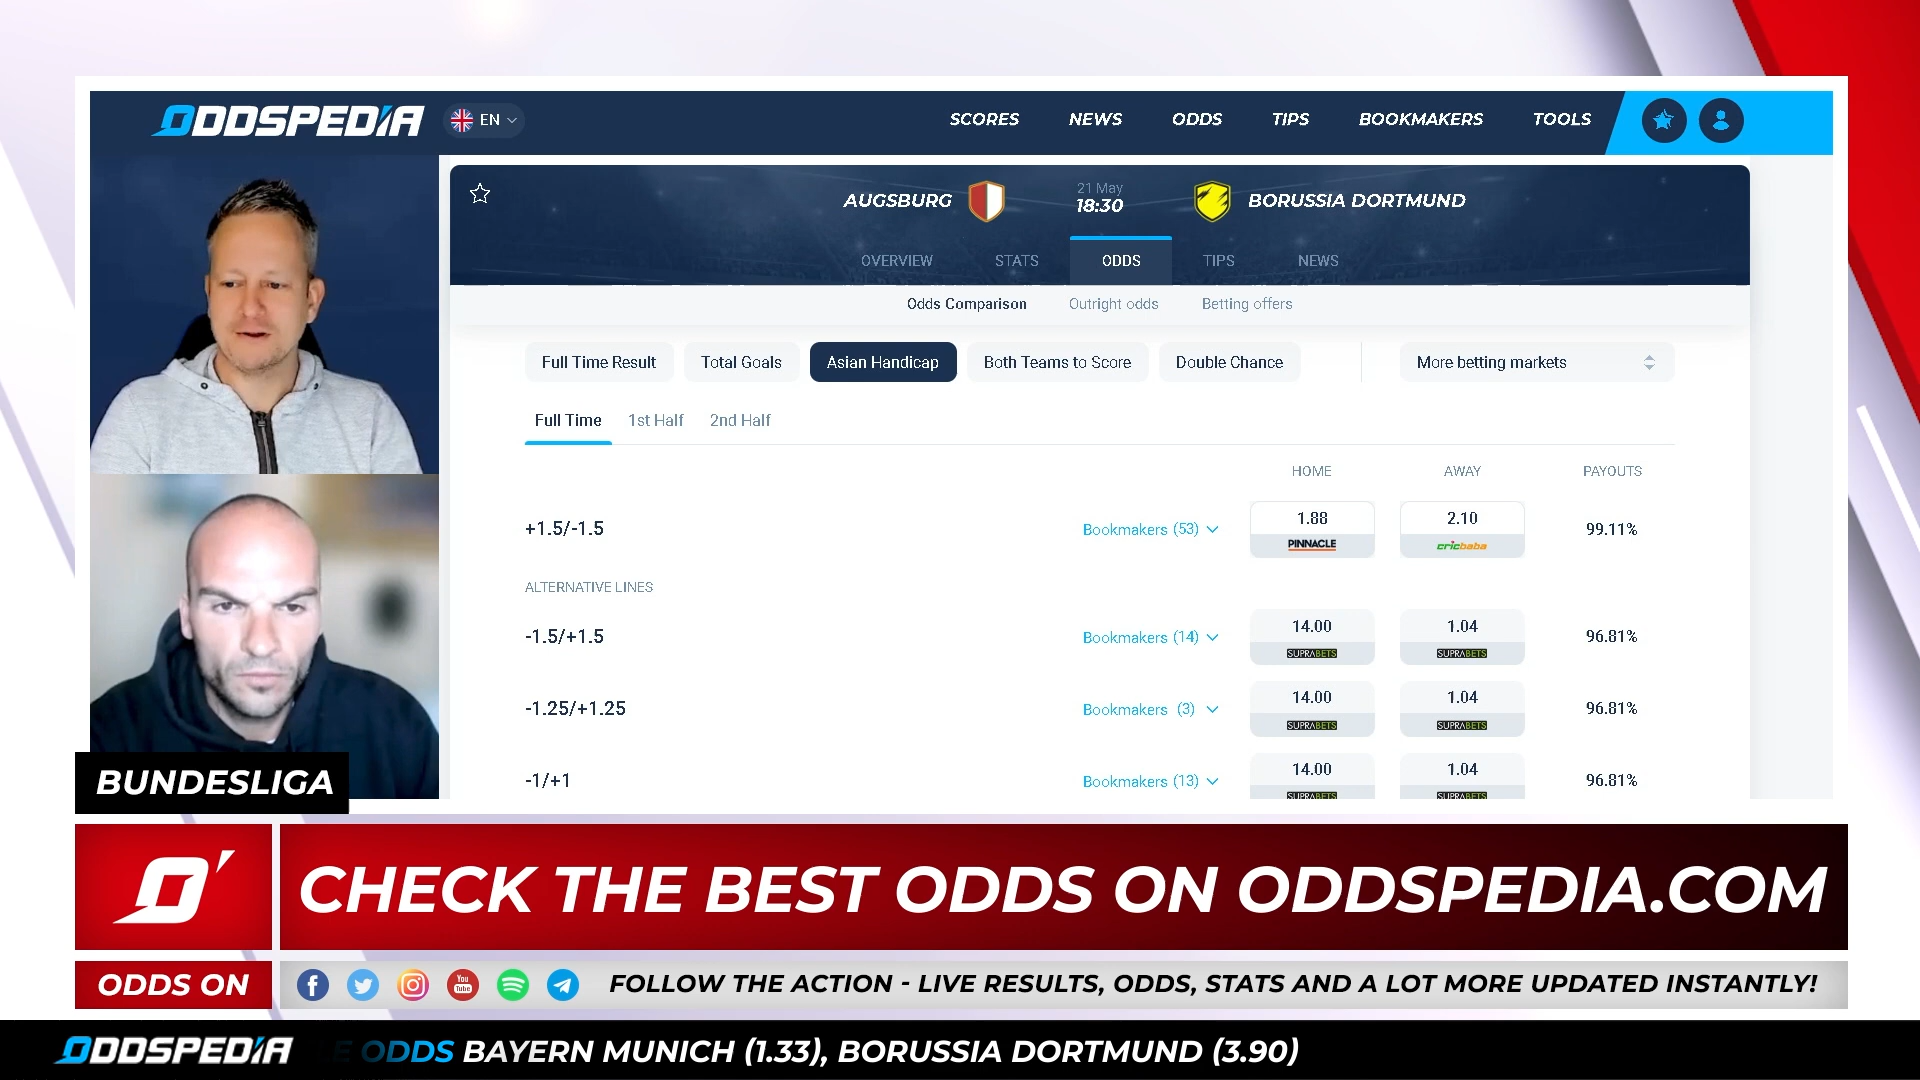 ODDSPEDIA EN SCORES NEWS ODDS TIPS BOOKMAKERS TOOLS
AUGSBURG 21 May 18:30 BORUSSIA DORTMUND
OVERVIEW STATS ODDS TIPS NEWS
Odds Comparison Outright odds Betting offers
Full Time Result Total Goals Asian Handicap Both Teams to Score Double Chance More betting markets
Full Time 1st Half 2nd Half
HOME AWAY PAYOUTS
+1.5/-1.5 Bookmakers (53) 1.88 2.10 99.11%
PINNACLE cricbaba
ALTERNATIVE LINES
-1.5/+1.5 Bookmakers (14) 14.00 1.04 96.81%
SUPRABETS SUPRABETS
-1.25/+1.25 Bookmakers (3) 14.00 1.04 96.81%
SUPRABETS SUPRABETS
-1/+1 Bookmakers (13) 14.00 1.04 96.81%
SUPRABETS SUPRABETS
BUNDESLIGA
CHECK THE BEST ODDS ON ODDSPEDIA.COM
ODDS ON You Tube FOLLOW THE ACTION - LIVE RESULTS, ODDS, STATS AND A LOT MORE UPDATED INSTANTLY!
ODDSPEDIA LE ODDS BAYERN MUNICH (1.33), BORUSSIA DORTMUND (3.90)